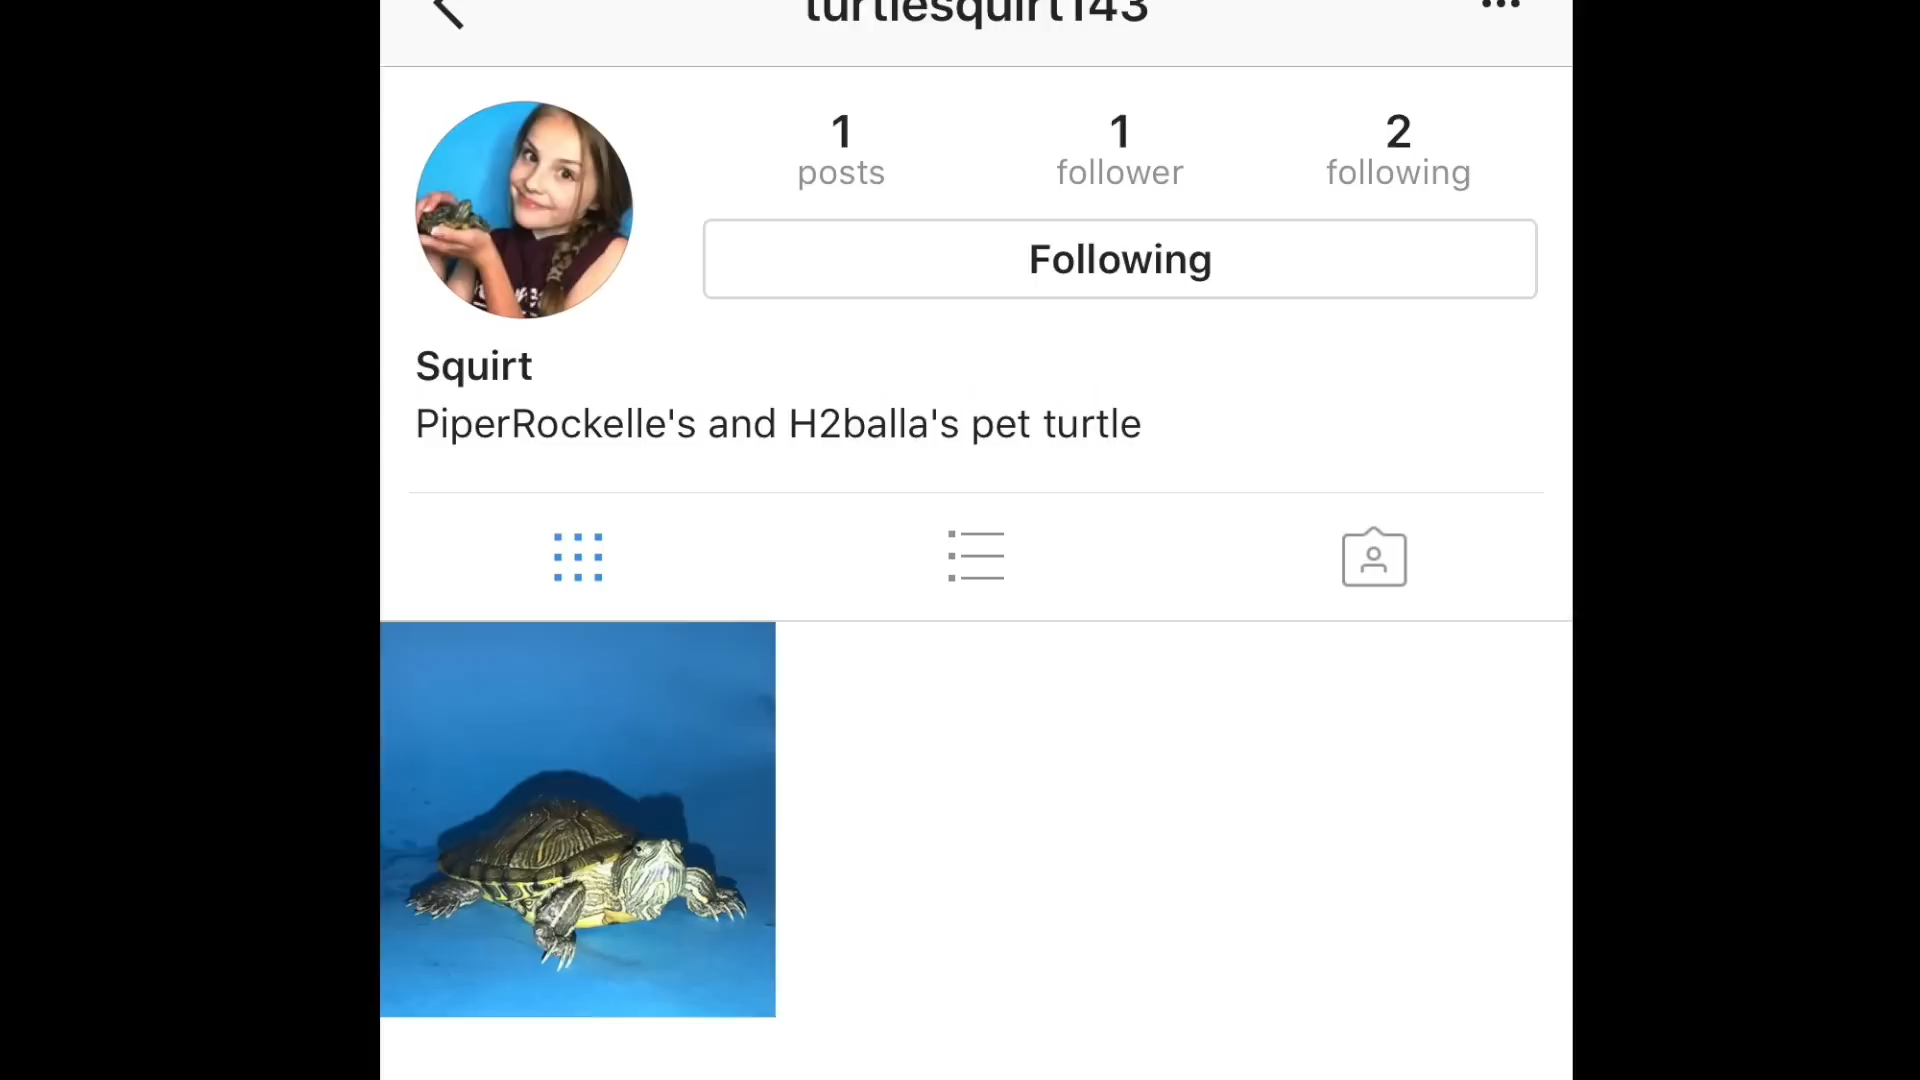 turtlesquirt143
1
posts
1
follower
2
following
Following
Squirt
PiperRockelle's and H2balla's pet turtle